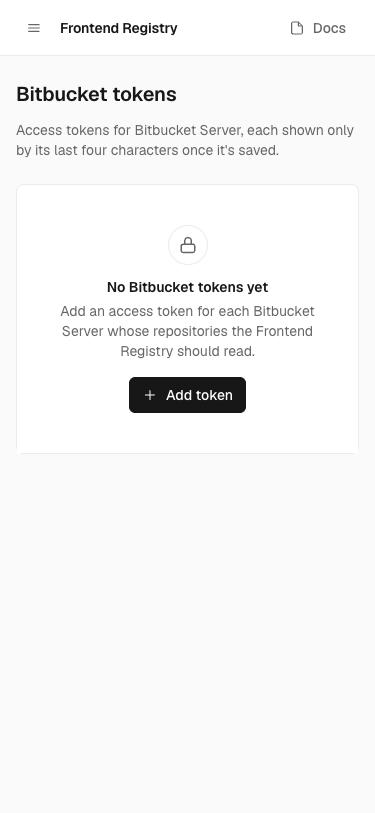 Frontend Registry
Docs
Bitbucket tokens
Access tokens for Bitbucket Server, each shown only
by its last four characters once it's saved.
No Bitbucket tokens yet
Add an access token for each Bitbucket
Server whose repositories the Frontend
Registry should read.
Add token